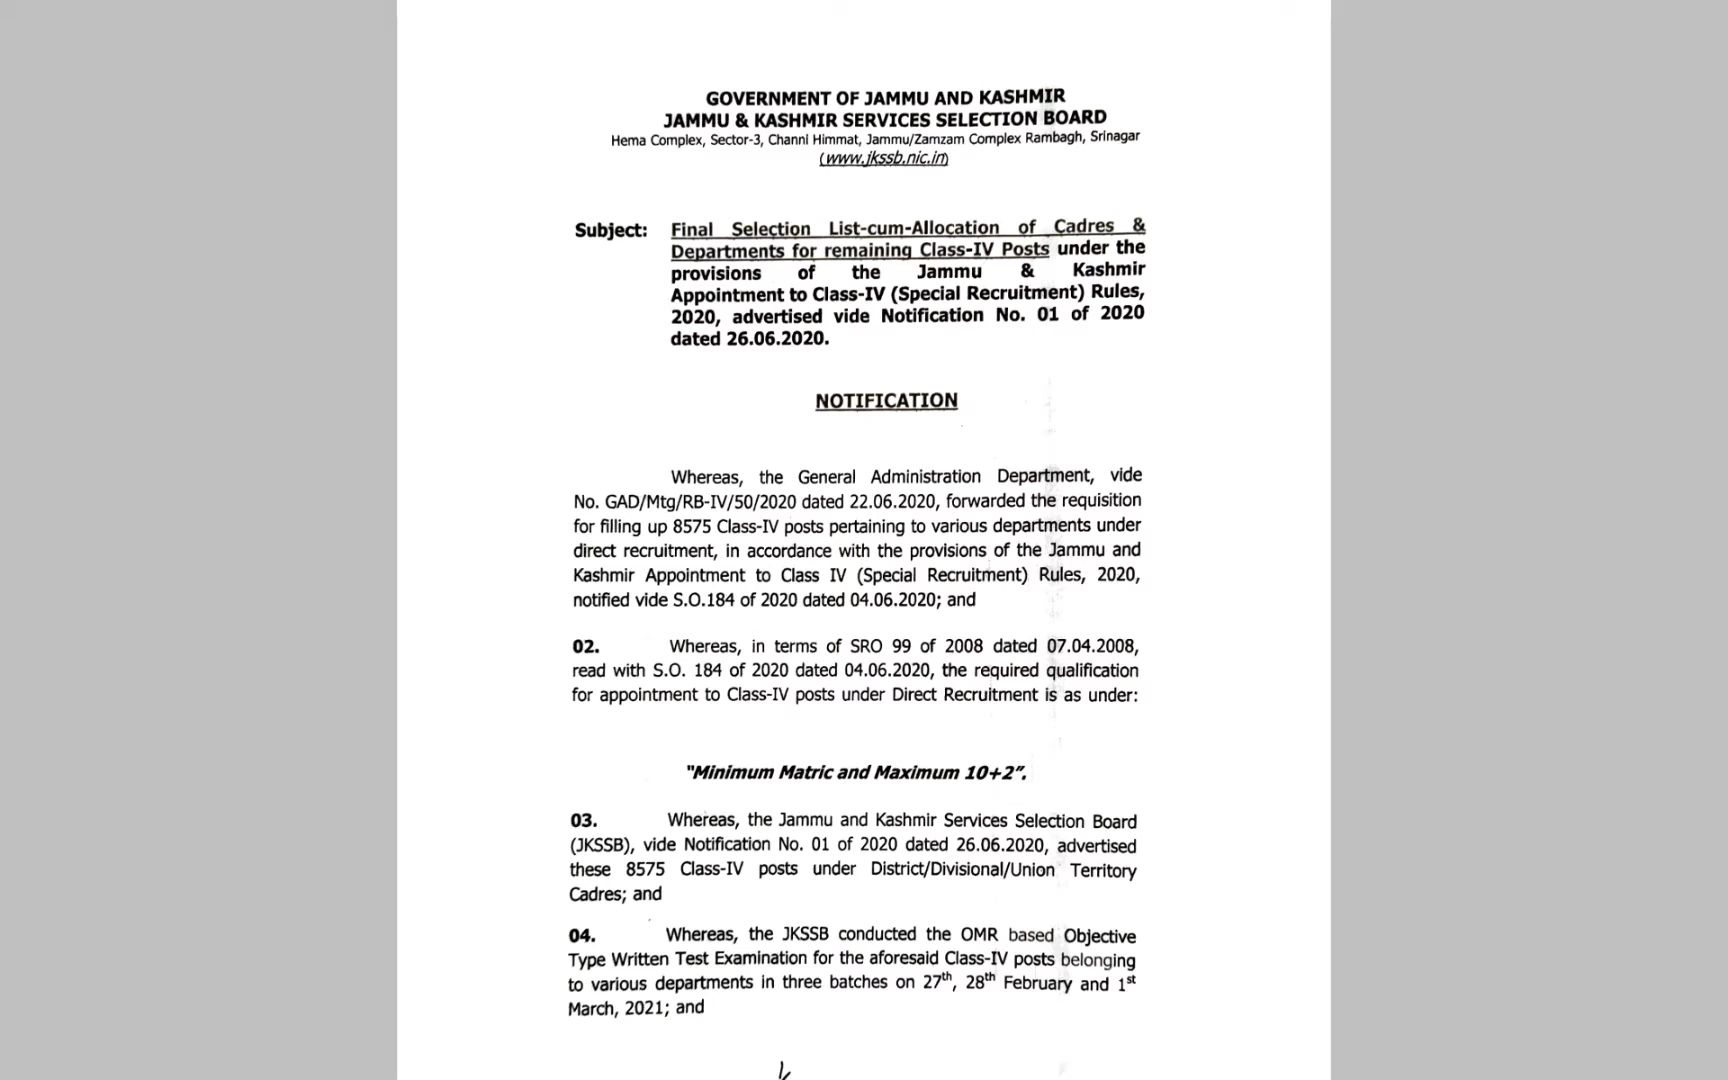 GOVERNMENT OF JAMMU AND KASHMIR
JAMMU & KASHMIR SERVICES SELECTION BOARD
Hema Complex, Sector-3, Channi Himmat, Jammu/Zamzam Complex Rambagh, Srinagar
(www.jkssb.nic.in)
Subject: Final Selection List-cum-Allocation of Cadres &
Departments for remaining Class-IV Posts under the
provisions of the Jammu & Kashmir
Appointment to Class-IV (Special Recruitment) Rules,
2020, advertised vide Notification No. 01 of 2020
dated 26.06.2020.
NOTIFICATION
Whereas, the General Administration Department, vide
No. GAD/Mtg/RB-IV/50/2020 dated 22.06.2020, forwarded the requisition
for filling up 8575 Class-IV posts pertaining to various departments under
direct recruitment, in accordance with the provisions of the Jammu and
Kashmir Appointment to Class IV (Special Recruitment) Rules, 2020,
notified vide S.O.184 of 2020 dated 04.06.2020; and
02. Whereas, in terms of SRO 99 of 2008 dated 07.04.2008,
read with S.O. 184 of 2020 dated 04.06.2020, the required qualification
for appointment to Class-IV posts under Direct Recruitment is as under:
"Minimum Matric and Maximum 10+2".
03. Whereas, the Jammu and Kashmir Services Selection Board
(JKSSB), vide Notification No. 01 of 2020 dated 26.06.2020, advertised
these 8575 Class-IV posts under District/Divisional/Union Territory
Cadres; and
04. Whereas, the JKSSB conducted the OMR based Objective
Type Written Test Examination for the aforesaid Class-IV posts belonging
to various departments in three batches on 27th, 28th February and 1st
March, 2021; and